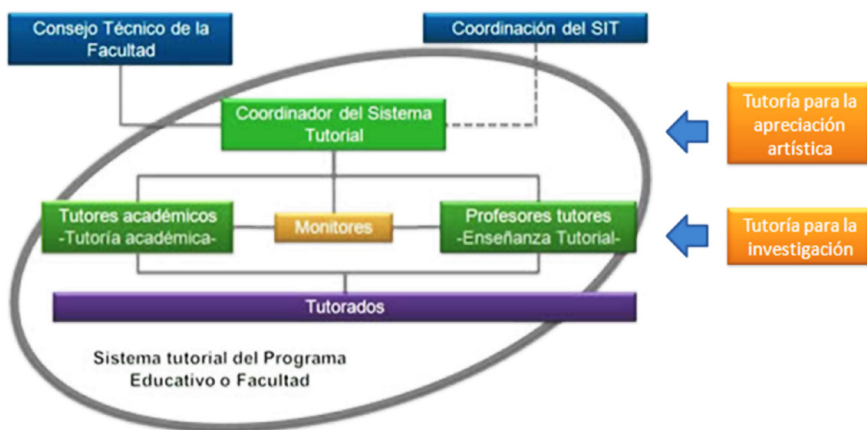 Consejo Técnico de la
Facultad
Coordinación del SIT
Coordinador del Sistema
Tutorial
Tutoría para la
apreciación
artística
Tutores académicos
-Tutoría académica-
Monitores
Profesores tutores
-Enseñanza Tutorial-
Tutoría para la
investigación
Tutorados
Sistema tutorial del Programa
Educativo o Facultad